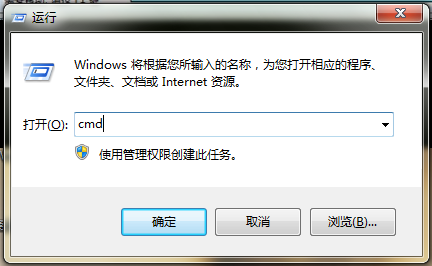 运行
Windows 将根据您所输入的名称，为您打开相应的程序、
文件夹、文档或 Internet 资源。
打开(O): cmd
使用管理权限创建此任务。
确定 取消 浏览(B)...